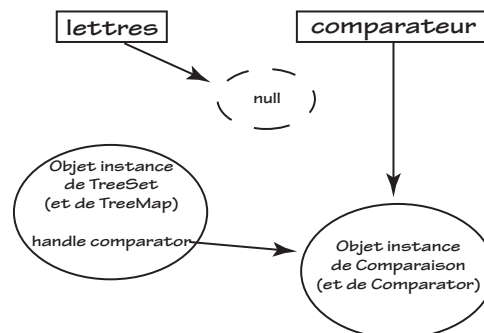 lettres
comparateur
null
Objet instance
de TreeSet
(et de TreeMap)
handle comparator
Objet instance
de Comparaison
(et de Comparator)